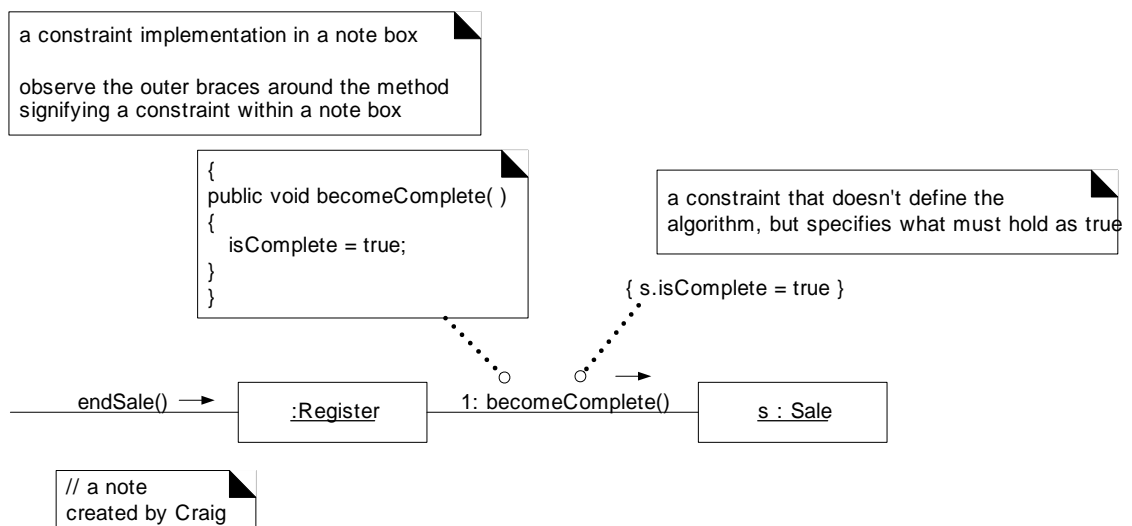 a constraint implementation in a note box
observe the outer braces around the method
signifying a constraint within a note box
{
public void becomeComplete( )
{
isComplete = true;
}
}
a constraint that doesn't define the
algorithm, but specifies what must hold as true
{ s.isComplete = true }
endSale()
:Register
1: becomeComplete()
s : Sale
// a note
created by Craig